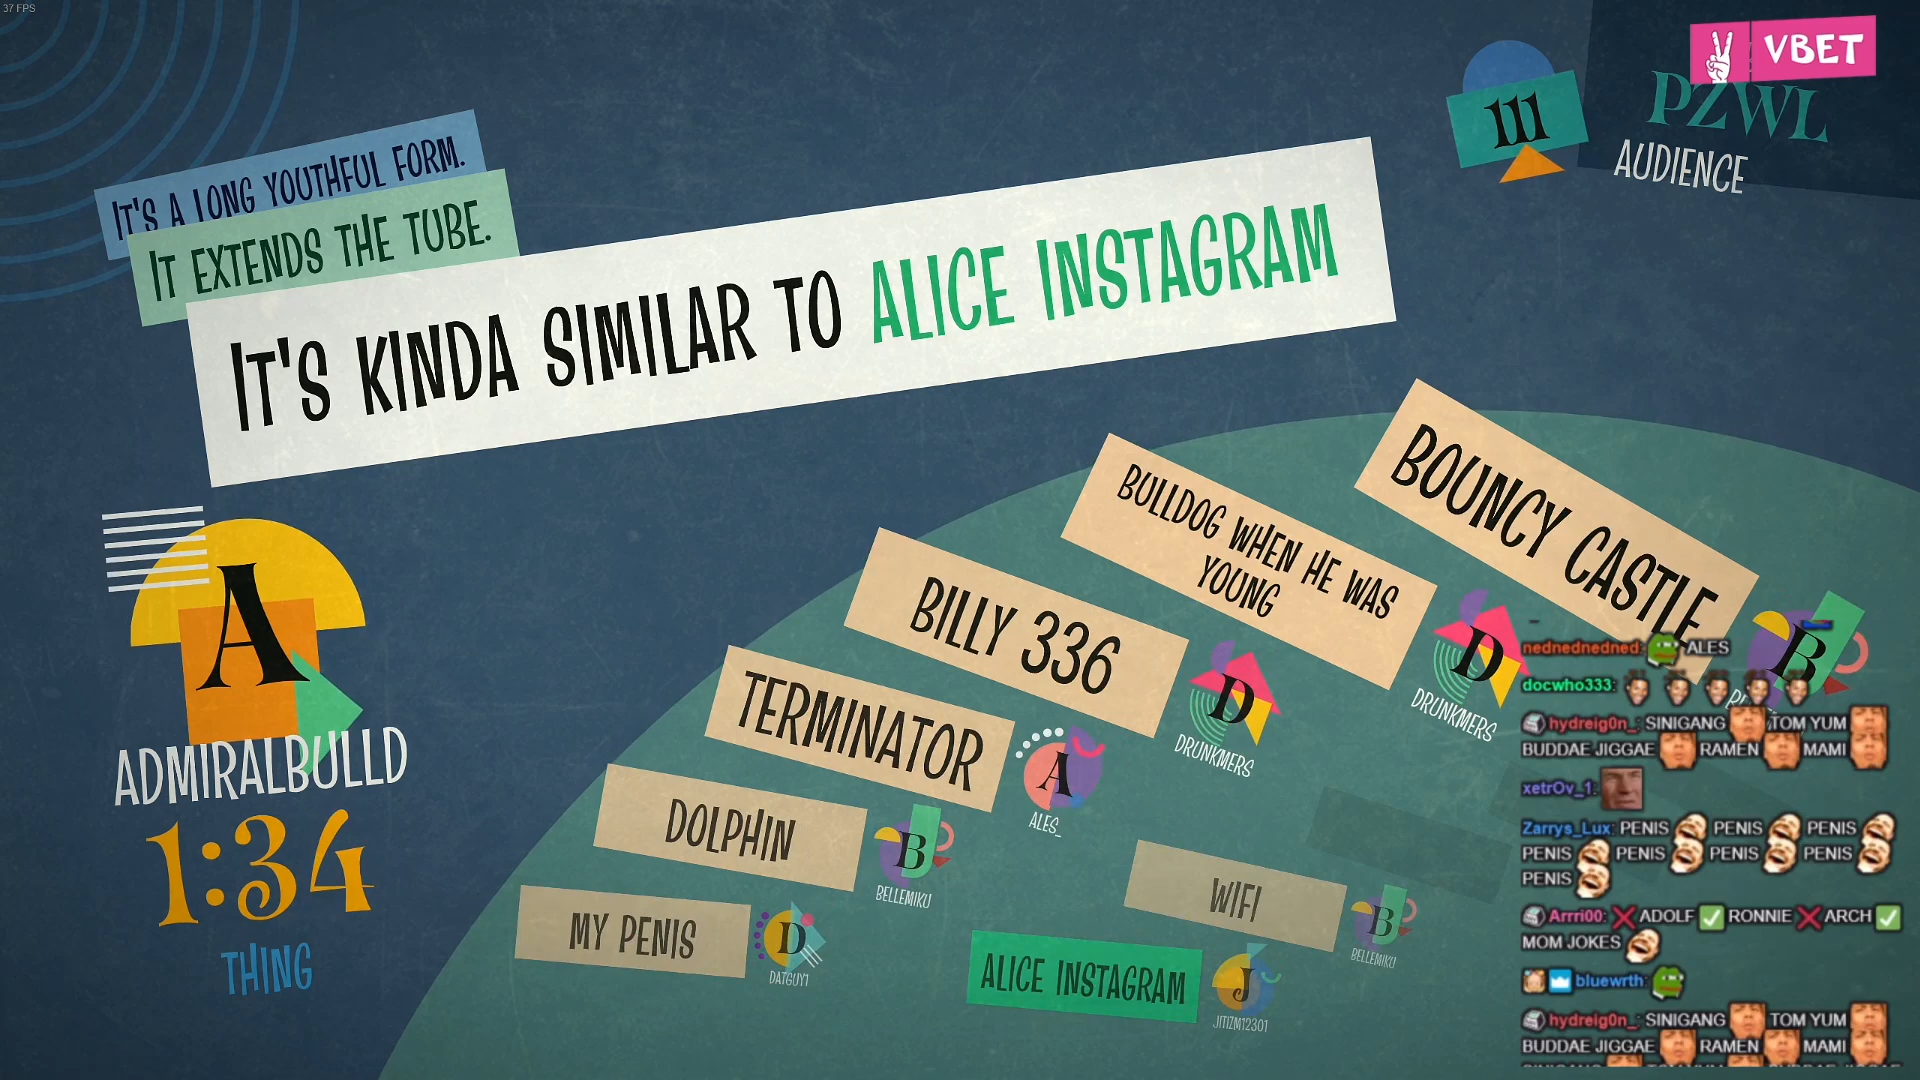 37 FPS
VBET
PZWL
111
AUDIENCE
IT'S A LONG YOUTHFUL FORM.
IT EXTENDS THE TUBE.
IT'S KINDA SIMILAR TO ALICE INSTAGRAM
A
ADMIRALBULLD
1:34
THING
BOUNCY CASTLE
B
BULLDOG WHEN HE WAS
YOUNG
D
DRUNKMERS
BILLY 336
D
DRUNKMERS
TERMINATOR
A
ALES_
DOLPHIN
B
BELLEMIKU
MY PENIS
D
DATGUY1
WIFI
B
BELLEMIKU
ALICE INSTAGRAM
J
JITIZM12301
nednednedned: ALES
docwho333:
hydreig0n_: SINIGANG TOM YUM
BUDDAE JIGGAE RAMEN MAMI
xetrOv_1:
Zarrys_Lux: PENIS PENIS PENIS
PENIS PENIS PENIS PENIS
PENIS
Arrri00: ADOLF RONNIE ARCH
MOM JOKES
bluewrth:
hydreig0n_: SINIGANG TOM YUM
BUDDAE JIGGAE RAMEN MAMI